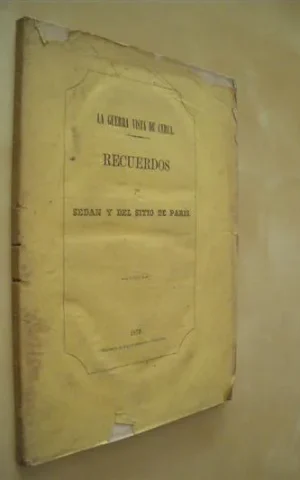 LA GUERRA VISTA DE CERCA.
RECUERDOS
DE
SEDAN Y DEL SITIO DE PARIS.